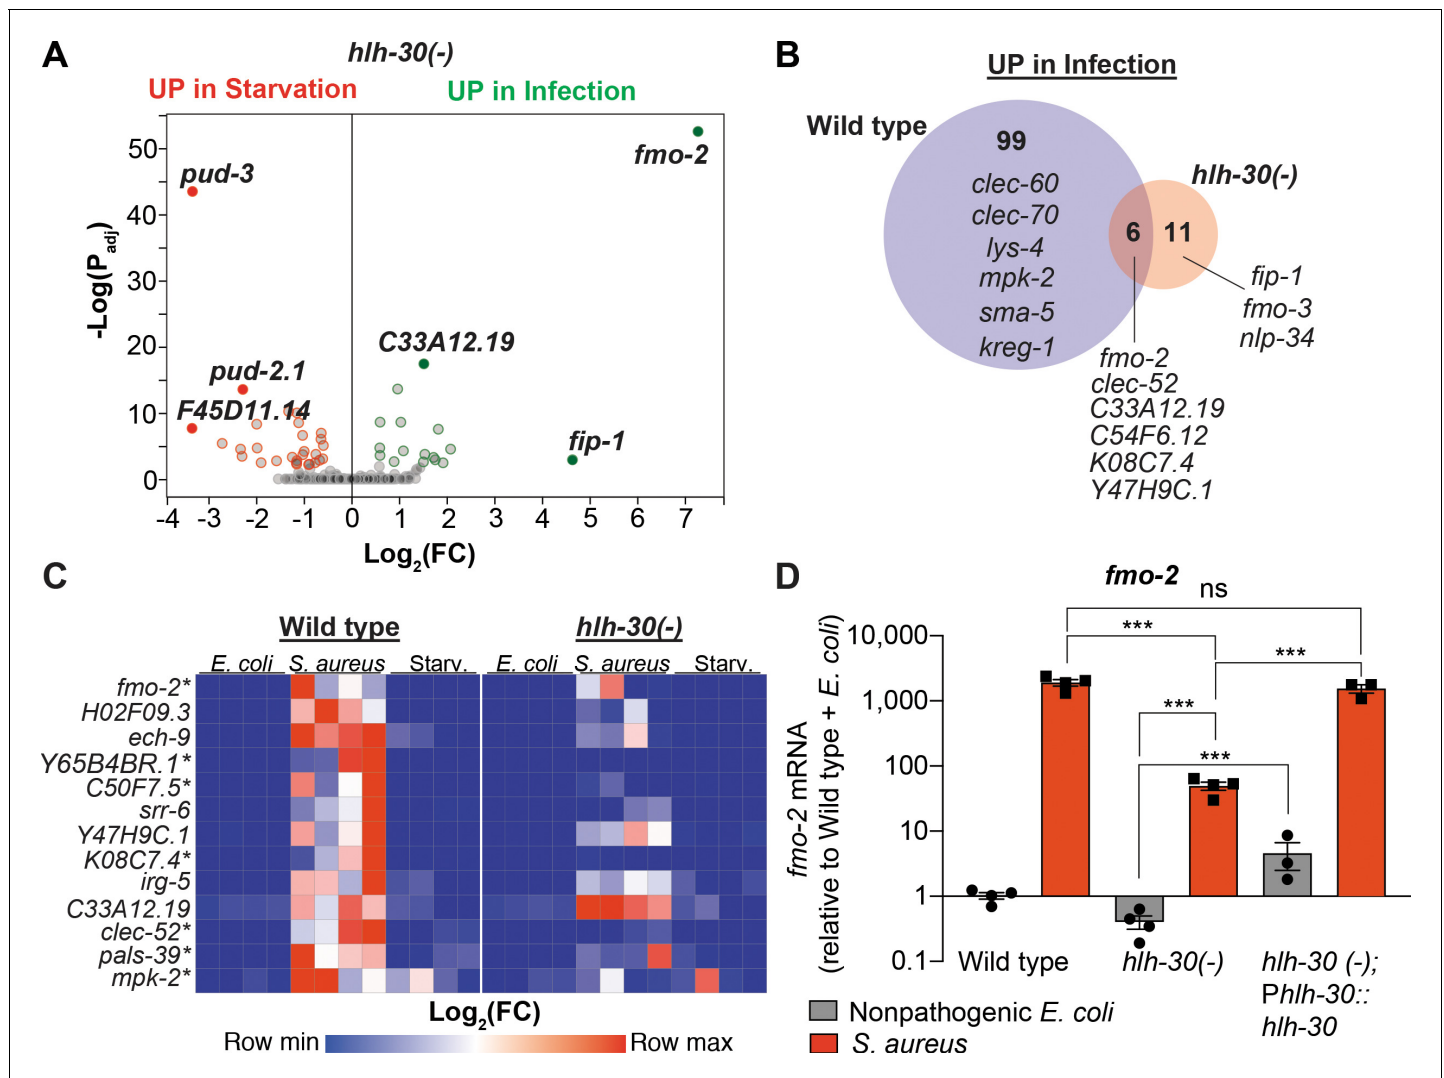 A
hlh-30(-)
UP in Starvation
UP in Infection
-Log(Padj)
50
40
30
20
10
0
pud-3
fmo-2
C33A12.19
pud-2.1
F45D11.14
fip-1
-4 -3 -2 -1 0 1 2 3 4 5 6 7
Log2(FC)
B
UP in Infection
Wild type
99
clec-60
clec-70
lys-4
mpk-2
sma-5
kreg-1
hlh-30(-)
6
11
fip-1
fmo-3
nlp-34
fmo-2
clec-52
C33A12.19
C54F6.12
K08C7.4
Y47H9C.1
C
Wild type
hlh-30(-)
E. coli S. aureus Starv.
E. coli S. aureus Starv.
fmo-2*
H02F09.3
ech-9
Y65B4BR.1*
C50F7.5*
srr-6
Y47H9C.1
K08C7.4*
irg-5
C33A12.19
clec-52*
pals-39*
mpk-2*
Log2(FC)
Row min
Row max
D
fmo-2
ns
***
***
***
***
fmo-2 mRNA
(relative to Wild type + E. coli)
10,000
1,000
100
10
1
0.1
Wild type
hlh-30(-)
hlh-30 (-);
Phlh-30::
hlh-30
Nonpathogenic E. coli
S. aureus